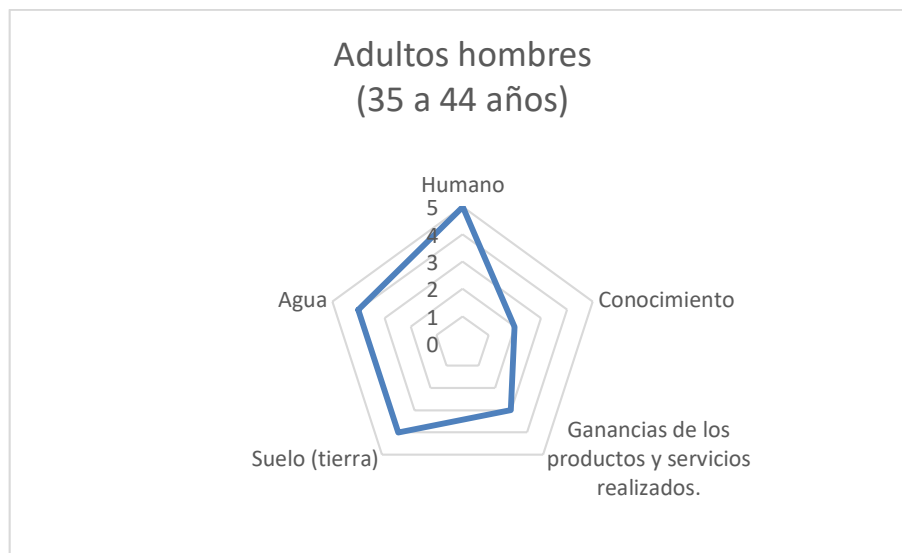 Adultos hombres
(35 a 44 años)
Humano
5
4
3
2
1
0
Agua
Conocimiento
Suelo (tierra)
Ganancias de los
productos y servicios
realizados.